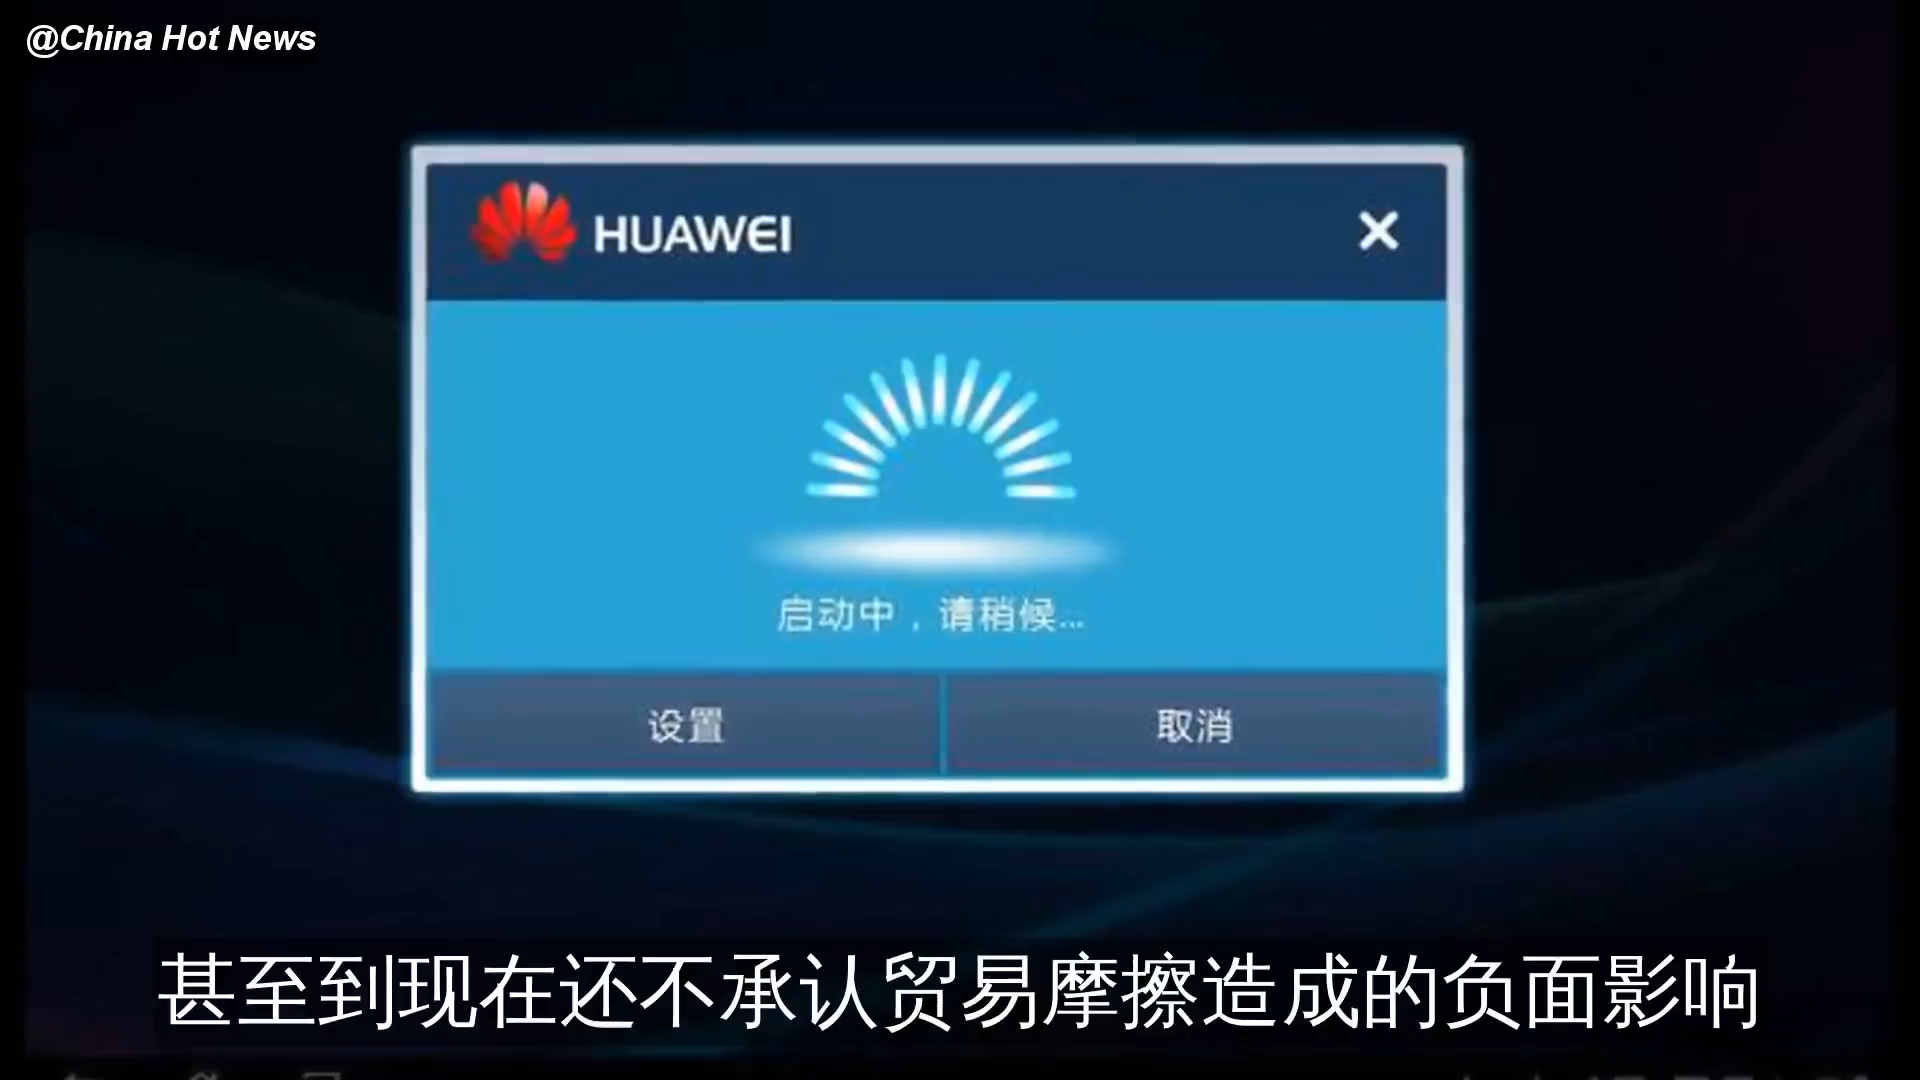 @China Hot News
HUAWEI
启动中，请稍候...
设置
取消
甚至到现在还不承认贸易摩擦造成的负面影响